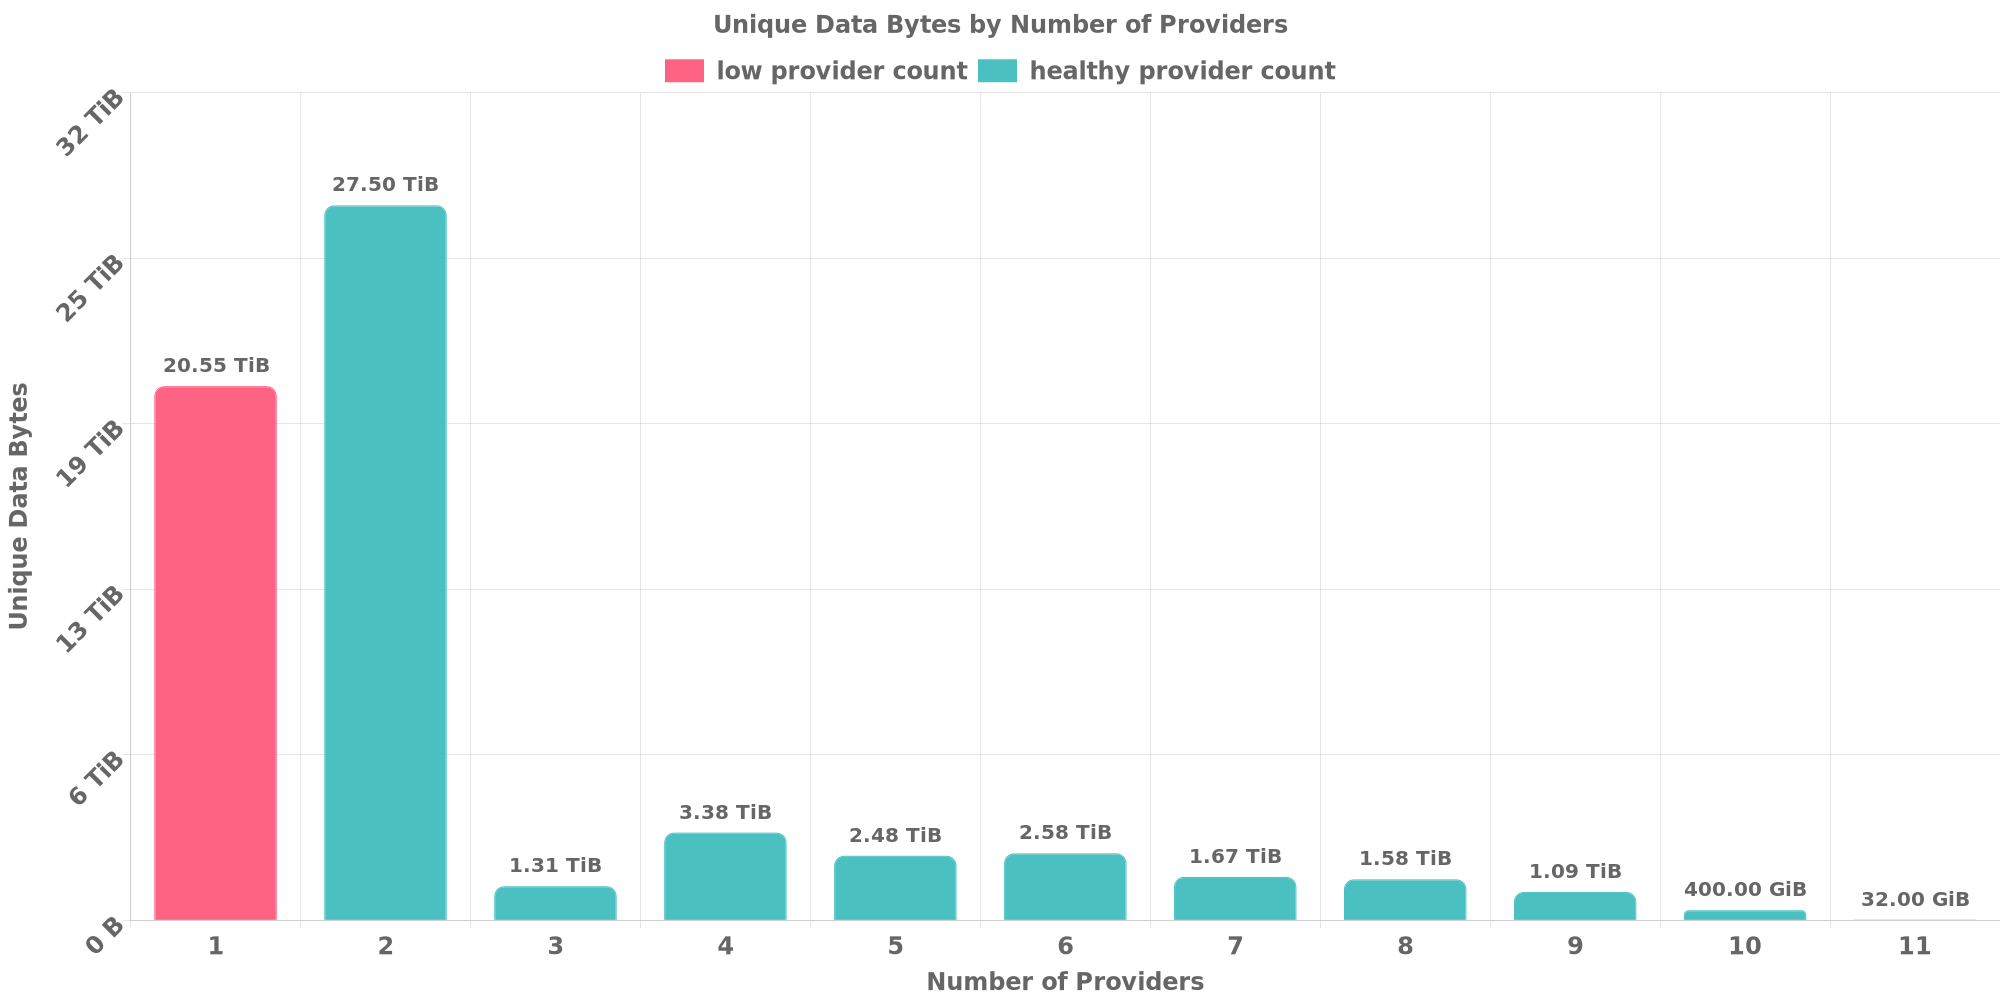 Unique Data Bytes by Number of Providers
low provider count healthy provider count
32 TiB
25 TiB
19 TiB
13 TiB
6 TiB
0 B
Unique Data Bytes
20.55 TiB
27.50 TiB
1.31 TiB
3.38 TiB
2.48 TiB
2.58 TiB
1.67 TiB
1.58 TiB
1.09 TiB
400.00 GiB
32.00 GiB
1 2 3 4 5 6 7 8 9 10 11
Number of Providers